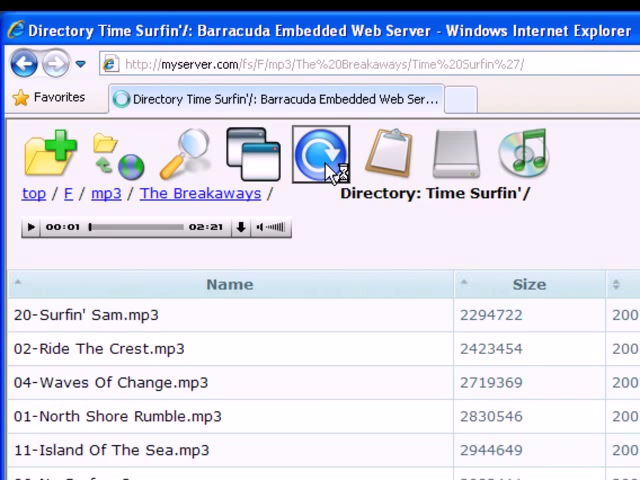 Directory Time Surfin'/: Barracuda Embedded Web Server - Windows Internet Explorer
http://myserver.com/fs/F/mp3/The%20Breakaways/Time%20Surfin%27/
Favorites
Directory Time Surfin'/: Barracuda Embedded Web Ser...
top / F / mp3 / The Breakaways / Directory: Time Surfin'/
00:01 02:21
Name Size
20-Surfin' Sam.mp3 2294722 200
02-Ride The Crest.mp3 2423454 200
04-Waves Of Change.mp3 2719369 200
01-North Shore Rumble.mp3 2830546 200
11-Island Of The Sea.mp3 2944649 200